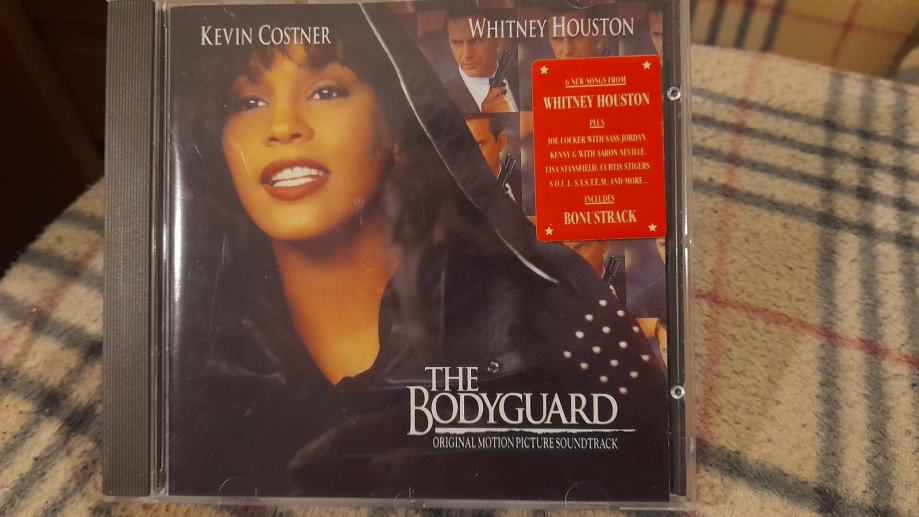 KEVIN COSTNER
WHITNEY HOUSTON
6 NEW SONGS FROM
WHITNEY HOUSTON
PLUS
JOE COCKER WITH SASS JORDAN.
KENNY G WITH AARON NEVILLE.
LISA STANSFIELD, CURTIS STIGERS.
S.O.U.L. S.Y.S.T.E.M. AND MORE...
INCLUDES
BONUSTRACK
THE
BODYGUARD
ORIGINAL MOTION PICTURE SOUNDTRACK